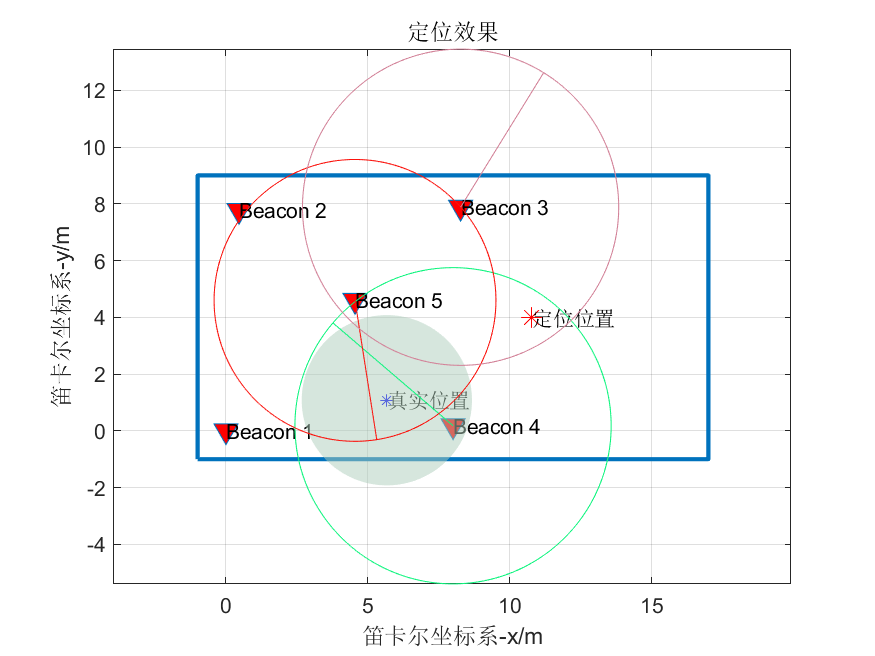 定位效果
12
10
8
6
4
2
0
-2
-4
笛卡尔坐标系-y/m
Beacon 2
Beacon 3
Beacon 5
定位位置
真实位置
Beacon 1
Beacon 4
0
5
10
15
笛卡尔坐标系-x/m